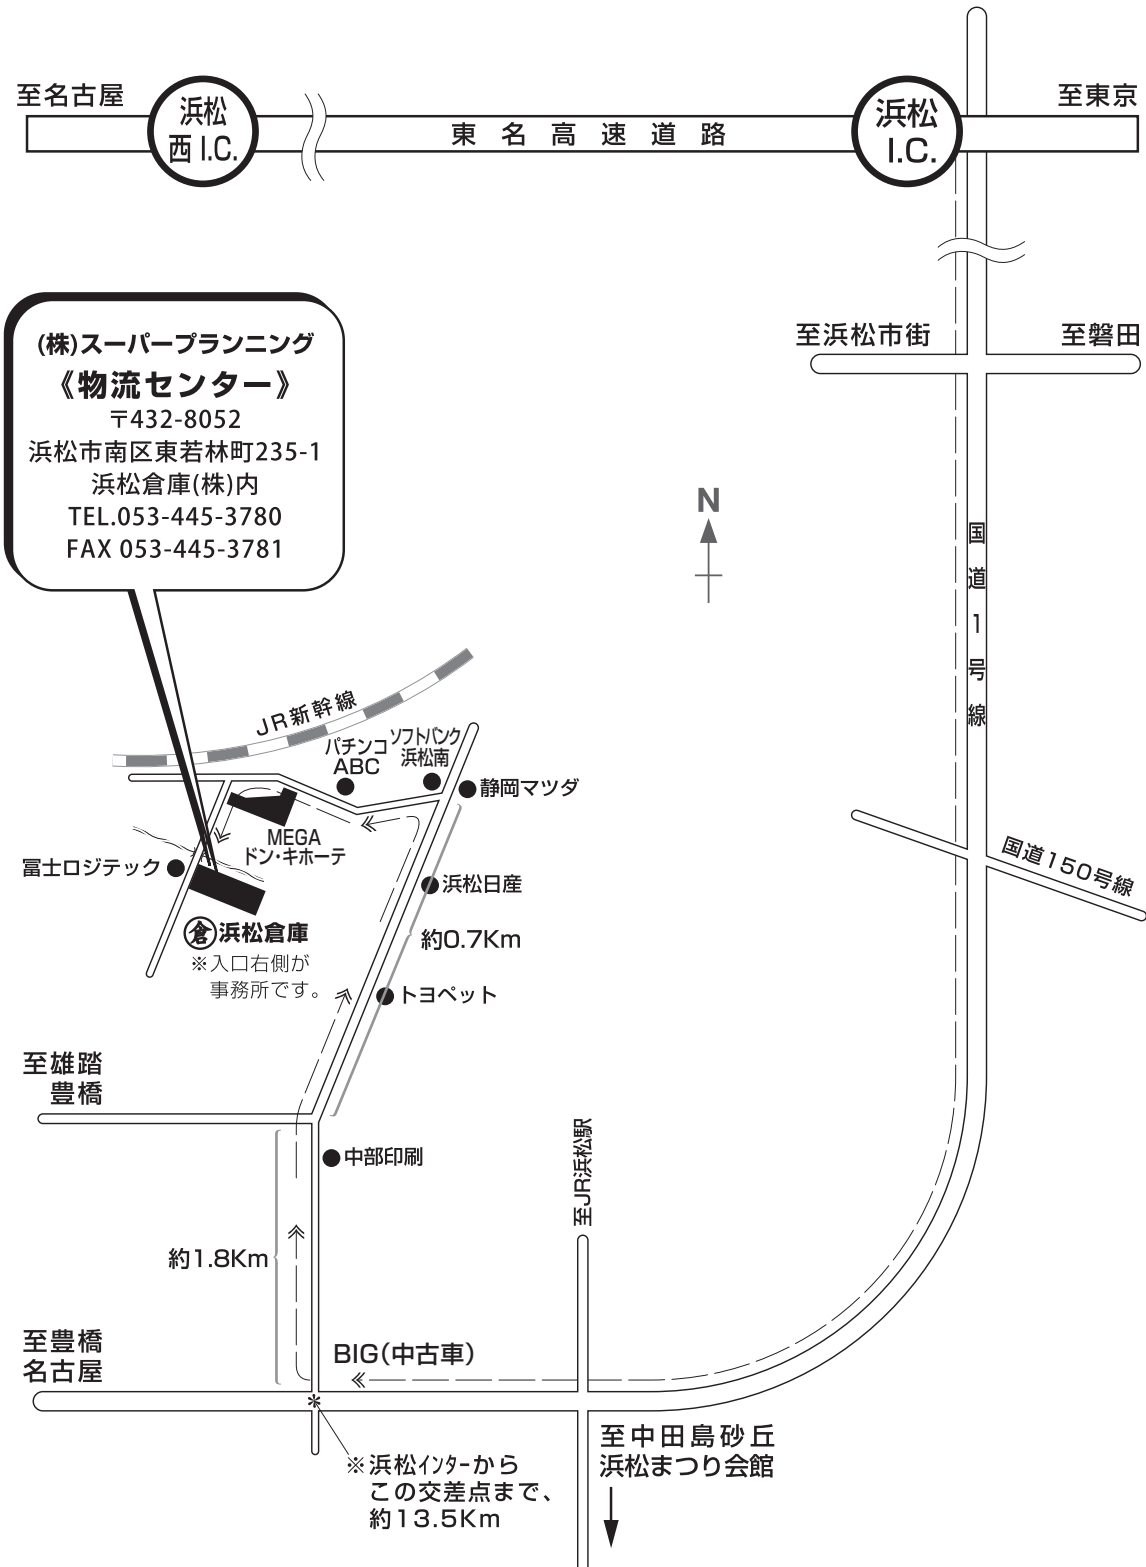 至名古屋
浜松
西 I.C.
東名高速道路
浜松
I.C.
至東京
至浜松市街
至磐田
(株)スーパープランニング
《物流センター》
〒432-8052
浜松市南区東若林町235-1
浜松倉庫(株)内
TEL.053-445-3780
FAX 053-445-3781
N
国道1号線
JR新幹線
パチンコ
ABC
ソフトバンク
浜松南
静岡マツダ
MEGA
ドン・キホーテ
冨士ロジテック
浜松日産
国道150号線
倉 浜松倉庫
※入口右側が
事務所です。
約0.7Km
トヨペット
至雄踏
豊橋
中部印刷
至JR浜松駅
約1.8Km
至豊橋
名古屋
BIG(中古車)
*
※浜松インターから
この交差点まで、
約13.5Km
至中田島砂丘
浜松まつり会館